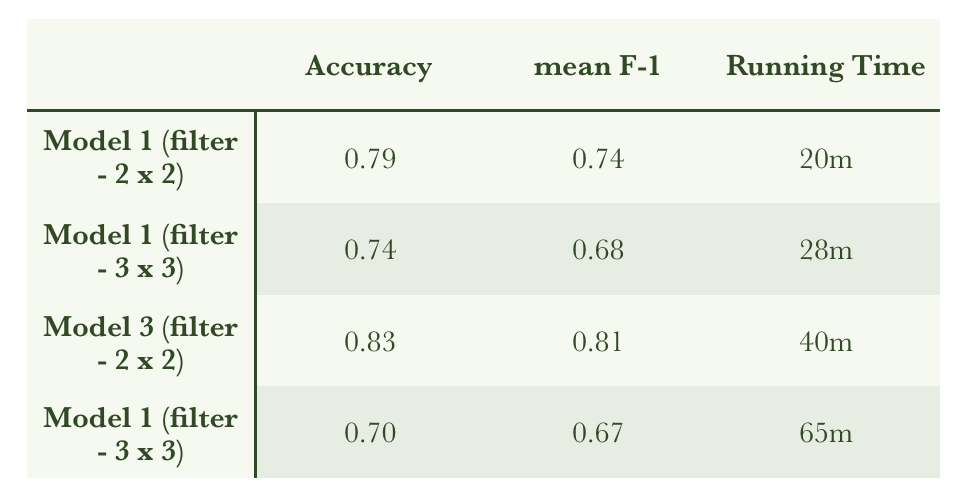 Accuracy mean F-1 Running Time
Model 1 (filter
- 2 x 2) 0.79 0.74 20m
Model 1 (filter
- 3 x 3) 0.74 0.68 28m
Model 3 (filter
- 2 x 2) 0.83 0.81 40m
Model 1 (filter
- 3 x 3) 0.70 0.67 65m